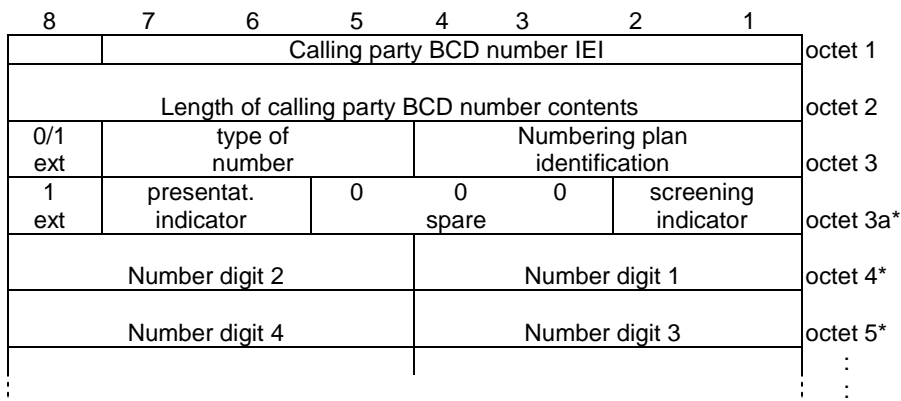 8 7 6 5 4 3 2 1
Calling party BCD number IEI octet 1
Length of calling party BCD number contents octet 2
0/1 type of Numbering plan
ext number identification octet 3
1 presentat. 0 0 0 screening
ext indicator spare indicator octet 3a*
Number digit 2 Number digit 1 octet 4*
Number digit 4 Number digit 3 octet 5*
:
: